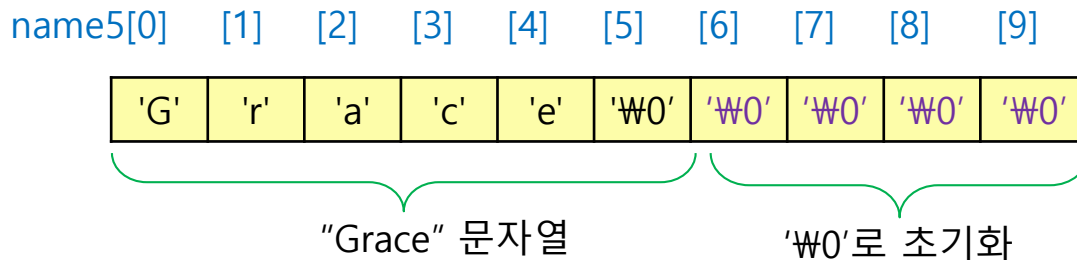 name5[0] [1] [2] [3] [4] [5] [6] [7] [8] [9]
'G' 'r' 'a' 'c' 'e' '₩0' '₩0' '₩0' '₩0' '₩0'
"Grace" 문자열 '₩0'로 초기화